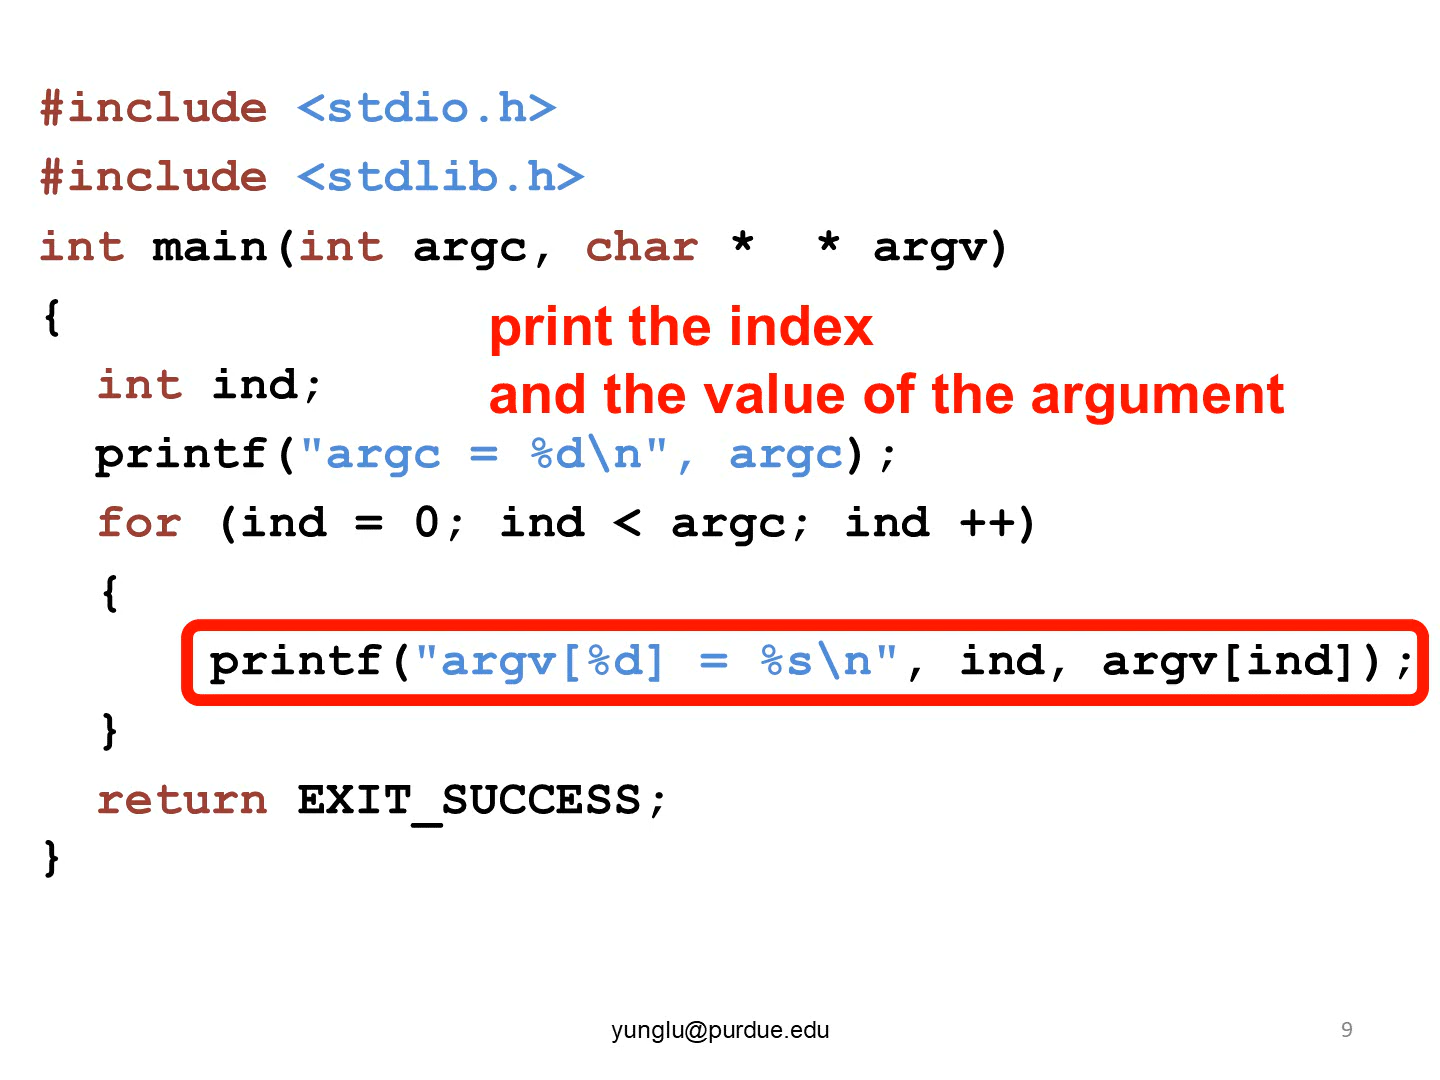 #include <stdio.h>
#include <stdlib.h>
int main(int argc, char *  * argv)
{
print the index
int ind;
and the value of the argument
printf("argc = %d\n", argc);
for (ind = 0; ind < argc; ind ++)
{
printf("argv[%d] = %s\n", ind, argv[ind]);
}
return EXIT_SUCCESS;
}
yunglu@purdue.edu
9